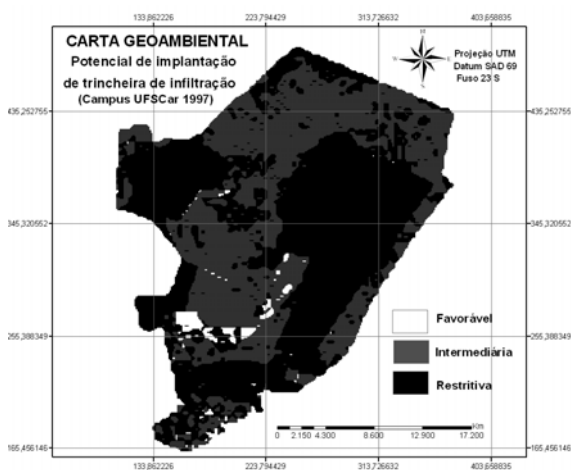 133,862226 223,794429 313,726632 403,658835
CARTA GEOAMBIENTAL
Potencial de implantação
de trincheira de infiltração
(Campus UFSCar 1997)
N
W E
S
Projeção UTM
Datum SAD 69
Fuso 23 S
435,252755 435,252755
345,320552 345,320552
255,388349 255,388349
165,456146 165,456146
Favorável
Intermediária
Restritiva
Km
0 2.150 4.300 8.600 12.900 17.200
133,862226 223,794429 313,726632 403,658835